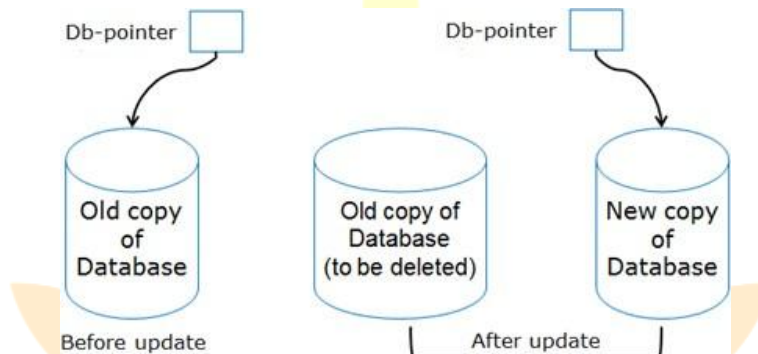 Db-pointer
Db-pointer
Old copy
of
Database
Old copy of
Database
(to be deleted)
New copy
of
Database
Before update
After update